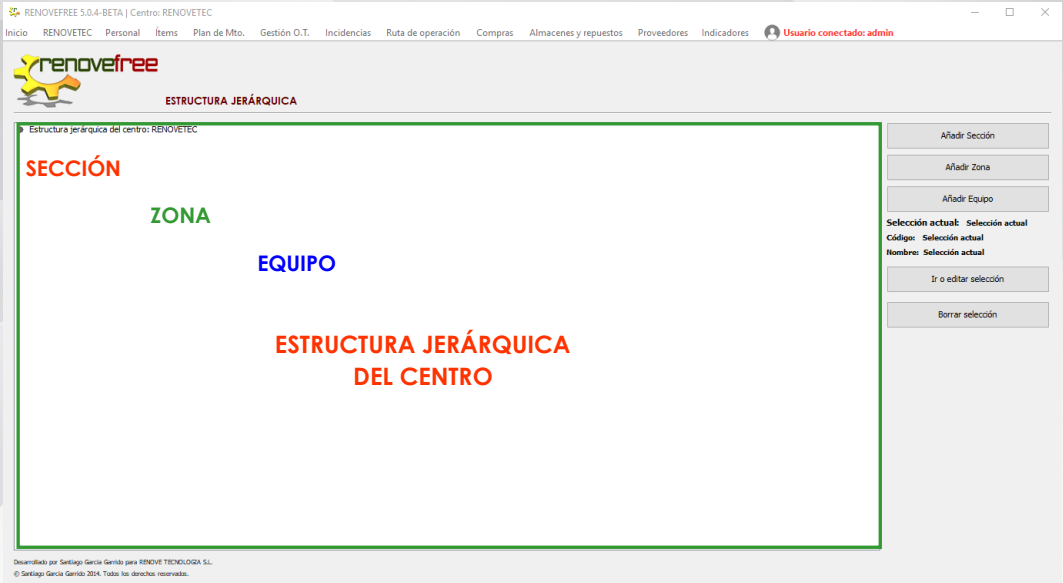 RENOVEFREE 5.0.4-BETA | Centro: RENOVETEC
Inicio RENOVETEC Personal Ítems Plan de Mto. Gestión O.T. Incidencias Ruta de operación Compras Almacenes y repuestos Proveedores Indicadores Usuario conectado: admin
renovefree
ESTRUCTURA JERÁRQUICA
Estructura jerárquica del centro: RENOVETEC
SECCIÓN
ZONA
EQUIPO
ESTRUCTURA JERÁRQUICA
DEL CENTRO
Añadir Sección
Añadir Zona
Añadir Equipo
Selección actual: Selección actual
Código: Selección actual
Nombre: Selección actual
Ir o editar selección
Borrar selección
Desarrollado por Santiago Garcia Garrido para RENOVE TECNOLOGIA S.L.
© Santiago Garcia Garrido 2014. Todos los derechos reservados.